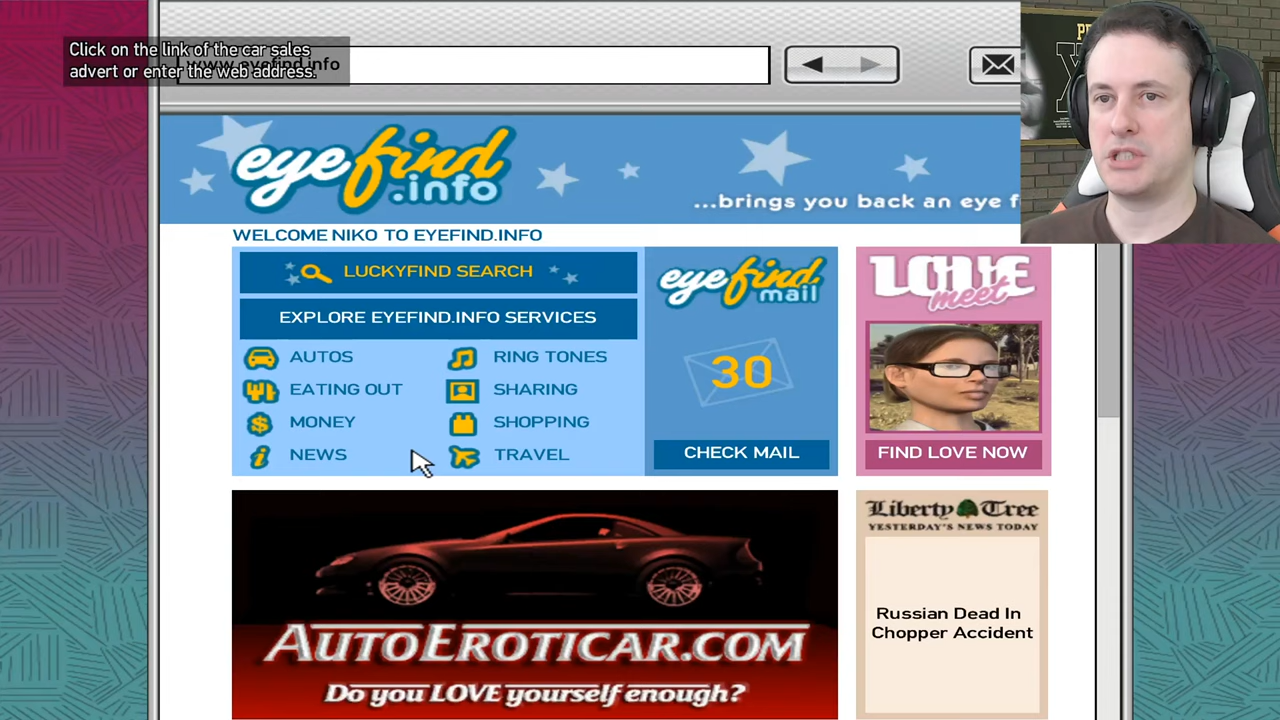 Click on the link of the car sales
advert or enter the web address.
www.eyefind.info
eyefind
.info
...brings you back an eye f
WELCOME NIKO TO EYEFIND.INFO
LUCKYFIND SEARCH
EXPLORE EYEFIND.INFO SERVICES
AUTOS
RING TONES
EATING OUT
SHARING
MONEY
SHOPPING
NEWS
TRAVEL
eyefind
mail
30
CHECK MAIL
LOVE
meet
FIND LOVE NOW
AUTOEROTICAR.COM
Do you LOVE yourself enough?
Liberty Tree
YESTERDAY'S NEWS TODAY
Russian Dead In
Chopper Accident